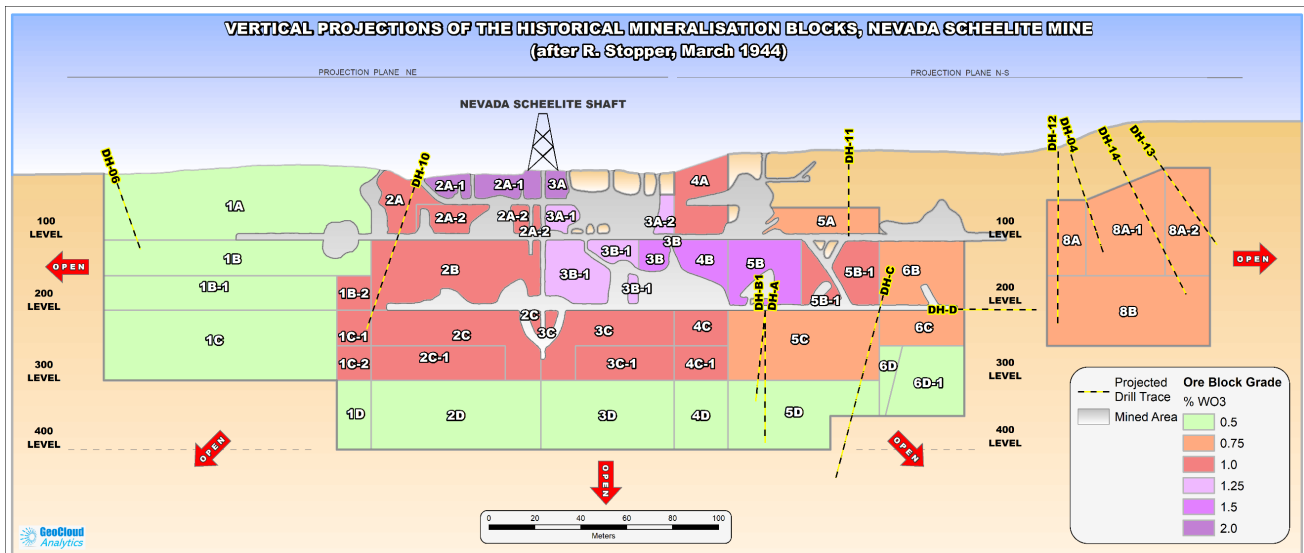 VERTICAL PROJECTIONS OF THE HISTORICAL MINERALISATION BLOCKS, NEVADA SCHEELITE MINE
(after R. Stopper, March 1944)
PROJECTION PLANE NE
PROJECTION PLANE N-S
NEVADA SCHEELITE SHAFT
DH-06
DH-10
DH-11
DH-12
DH-04
DH-14
DH-13
1A
2A
2A-1
2A-1
3A
4A
2A-2
2A-2
3A-1
3A-2
5A
2A-2
100
LEVEL
100
LEVEL
8A
8A-1
8A-2
OPEN
1B
2B
3B-1
3B
3B
4B
5B
5B-1
6B
OPEN
1B-1
1B-2
3B-1
3B-1
5B-1
DH-B1
DH-A
DH-C
DH-D
200
LEVEL
200
LEVEL
8B
1C
1C-1
2C
2C
3C
3C
4C
5C
6C
1C-2
2C-1
3C-1
4C-1
6D
6D-1
300
LEVEL
300
LEVEL
1D
2D
3D
4D
5D
400
LEVEL
400
LEVEL
OPEN
OPEN
OPEN
Projected
Drill Trace
Mined Area
Ore Block Grade
% WO3
0.5
0.75
1.0
1.25
1.5
2.0
0 20 40 60 80 100
Meters
GeoCloud
Analytics